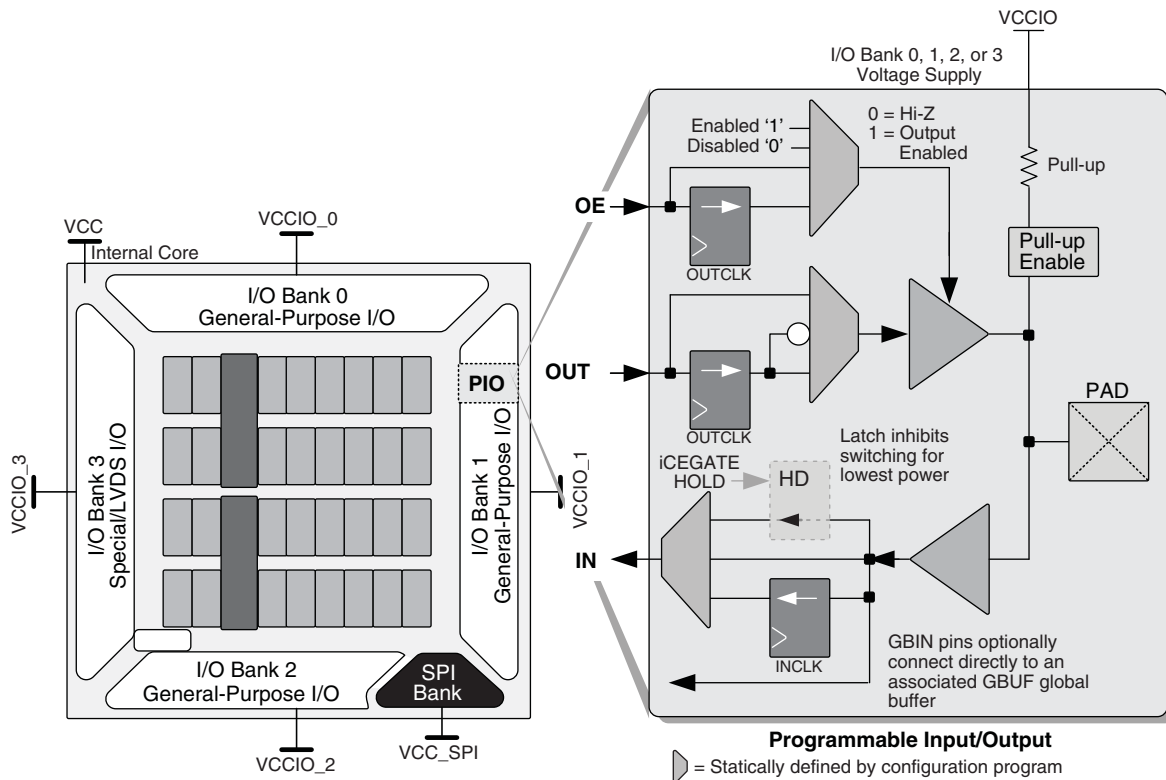 VCCIO
I/O Bank 0, 1, 2, or 3
Voltage Supply
Enabled '1'
Disabled '0'
0 = Hi-Z
1 = Output
Enabled
Pull-up
OE
OUTCLK
Pull-up
Enable
VCC
Internal Core
VCCIO_0
I/O Bank 0
General-Purpose I/O
PIO
OUT
OUTCLK
PAD
VCCIO_3
I/O Bank 3
Special/LVDS I/O
I/O Bank 1
General-Purpose I/O
VCCIO_1
iCEGATE
HOLD
HD
Latch inhibits
switching for
lowest power
IN
INCLK
GBIN pins optionally
connect directly to an
associated GBUF global
buffer
I/O Bank 2
General-Purpose I/O
SPI
Bank
VCCIO_2
VCC_SPI
Programmable Input/Output
= Statically defined by configuration program